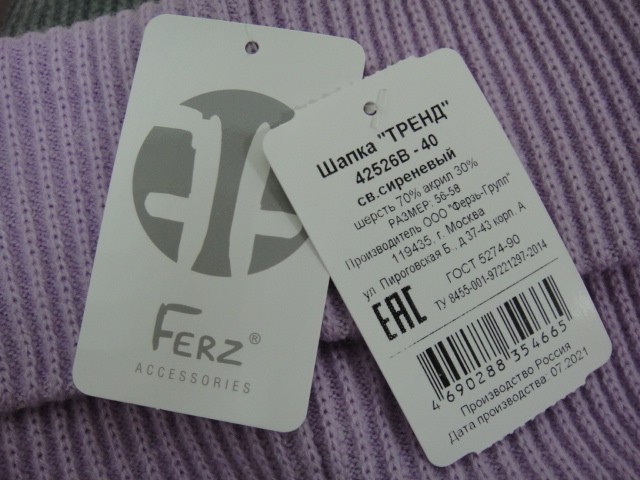 FERZ®
ACCESSORIES
Шапка "ТРЕНД"
42526В - 40
св.сиреневый
шерсть 70% акрил 30%
РАЗМЕР: 56-58
Производитель ООО "Ферзь-Групп"
119435, г. Москва
ул Пироговская Б., д 37-43 корп. А
ГОСТ 5274-90
ТУ 8455-001-97221297-2014
ЕАС
4 690288 354665
Производство Россия
Дата производства. 07.2021